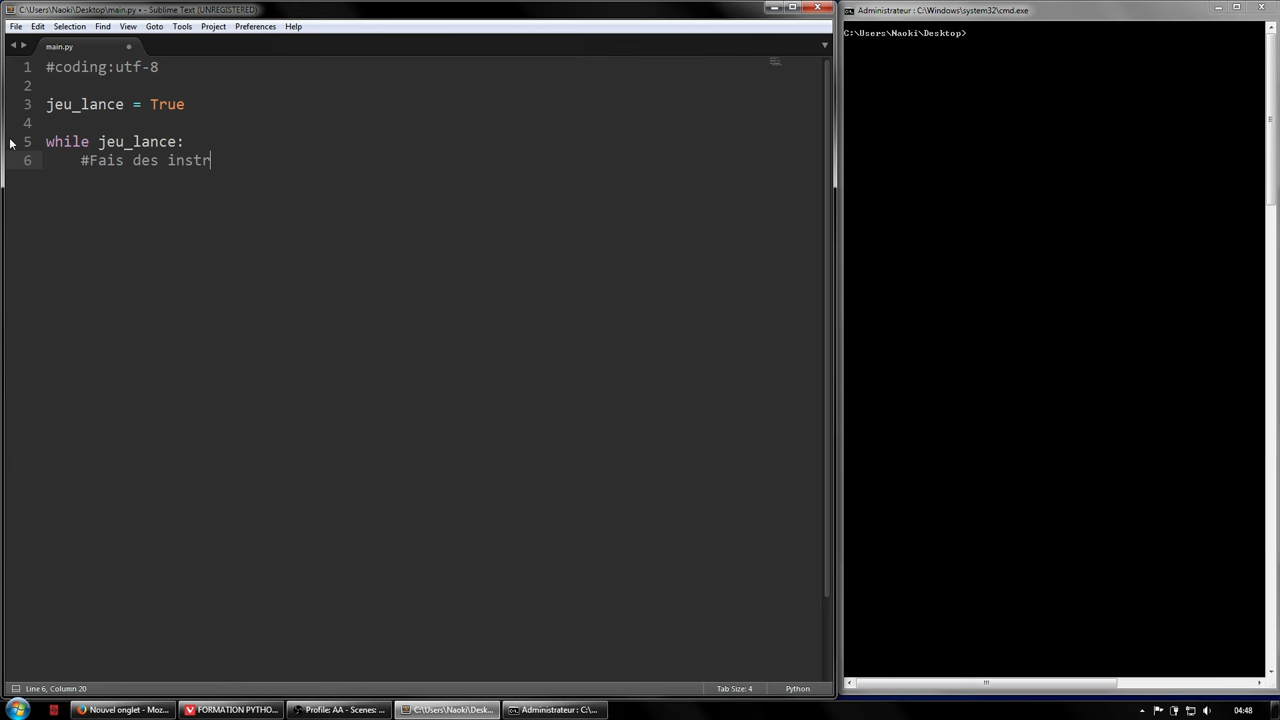 C:\Users\Naoki\Desktop\main.py • - Sublime Text (UNREGISTERED)
File Edit Selection Find View Goto Tools Project Preferences Help
main.py
1 #coding:utf-8
2
3 jeu_lance = True
4
5 while jeu_lance:
6 #Fais des instr
Line 6, Column 20
Tab Size: 4
Python
Administrateur : C:\Windows\system32\cmd.exe
C:\Users\Naoki\Desktop>
Nouvel onglet - Moz...
FORMATION PYTHO...
Profile: AA - Scenes: ...
C:\Users\Naoki\Desk...
Administrateur : C:\...
04:48